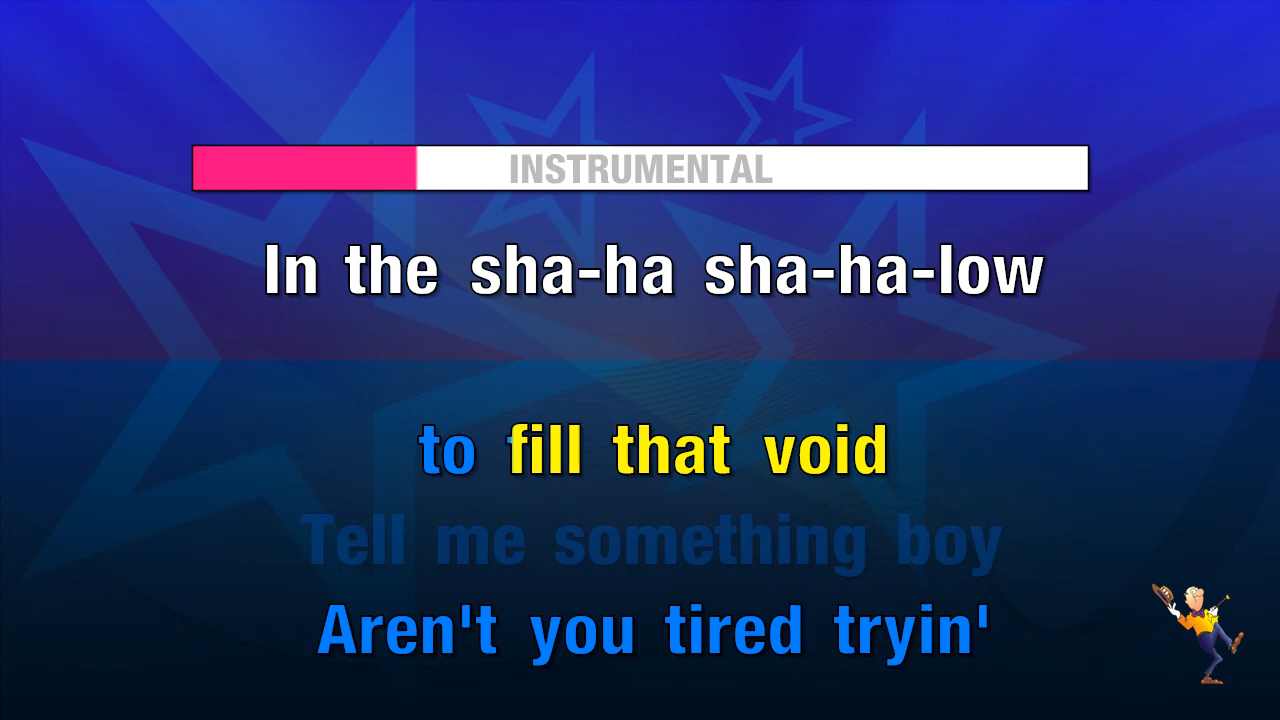 INSTRUMENTAL
In the sha-ha sha-ha-low
to fill that void
Tell me something boy
Aren't you tired tryin'